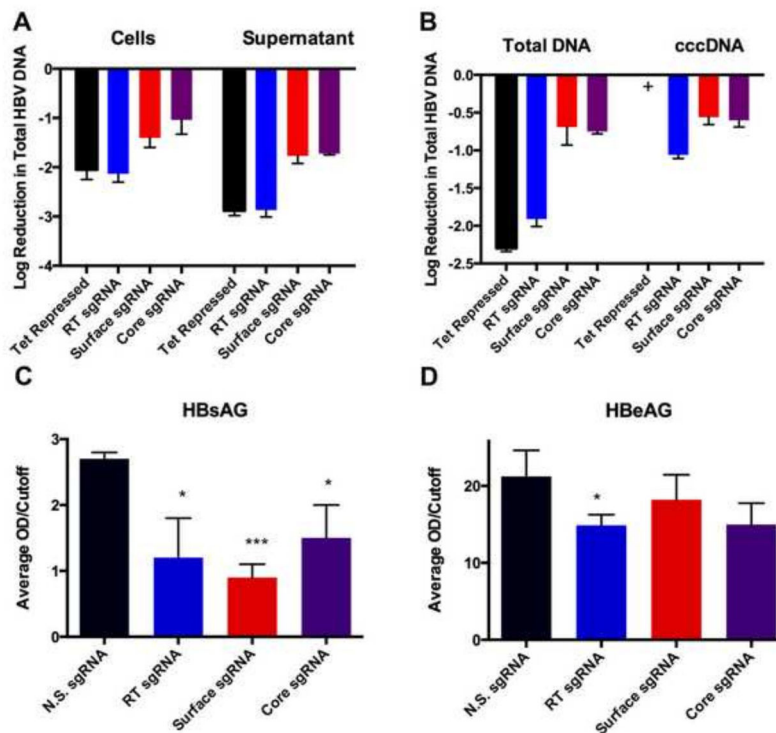 A
Cells
Supernatant
Log Reduction in Total HBV DNA
0
-1
-2
-3
-4
Tet Repressed
RT sgRNA
Surface sgRNA
Core sgRNA
Tet Repressed
RT sgRNA
Surface sgRNA
Core sgRNA
B
Total DNA
cccDNA
Log Reduction in Total HBV DNA
0.0
-0.5
-1.0
-1.5
-2.0
-2.5
+
Tet Repressed
RT sgRNA
Surface sgRNA
Core sgRNA
Tet Repressed
RT sgRNA
Surface sgRNA
Core sgRNA
C
HBsAG
Average OD/Cutoff
3
2
1
0
*
***
*
N.S. sgRNA
RT sgRNA
Surface sgRNA
Core sgRNA
D
HBeAG
Average OD/Cutoff
20
10
0
*
N.S. sgRNA
RT sgRNA
Surface sgRNA
Core sgRNA